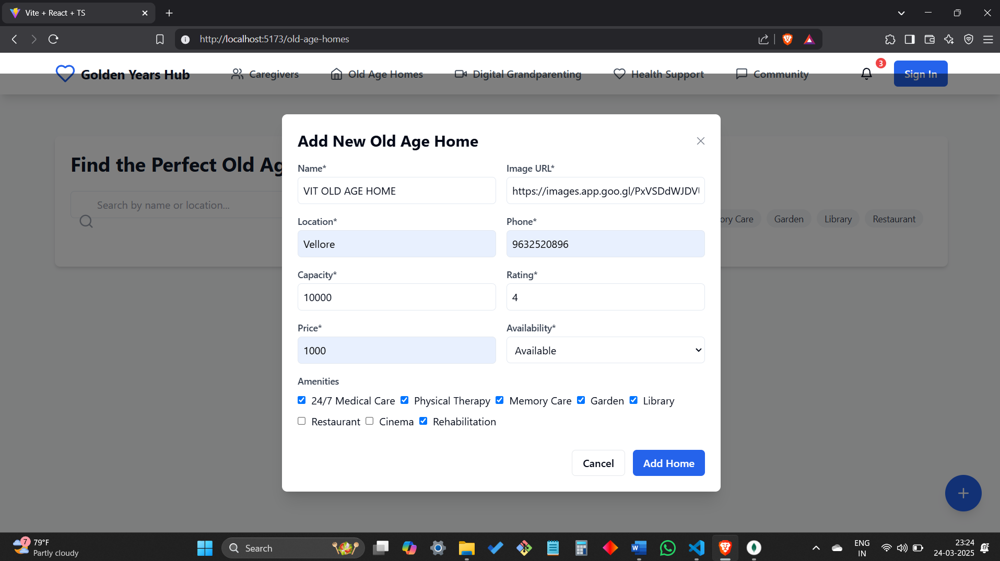 Vite + React + TS
http://localhost:5173/old-age-homes
Golden Years Hub
Caregivers
Old Age Homes
Digital Grandparenting
Health Support
Community
3
Sign In
Find the Perfect Old Ag
Search by name or location...
ory Care
Garden
Library
Restaurant
Add New Old Age Home
Name*
Image URL*
VIT OLD AGE HOME
https://images.app.goo.gl/PxVSDdWJDV
Location*
Phone*
Vellore
9632520896
Capacity*
Rating*
10000
4
Price*
Availability*
1000
Available
Amenities
24/7 Medical Care Physical Therapy Memory Care Garden Library
Restaurant Cinema Rehabilitation
Cancel
Add Home
7
79°F
Partly cloudy
Search
ENG
IN
23:24
24-03-2025